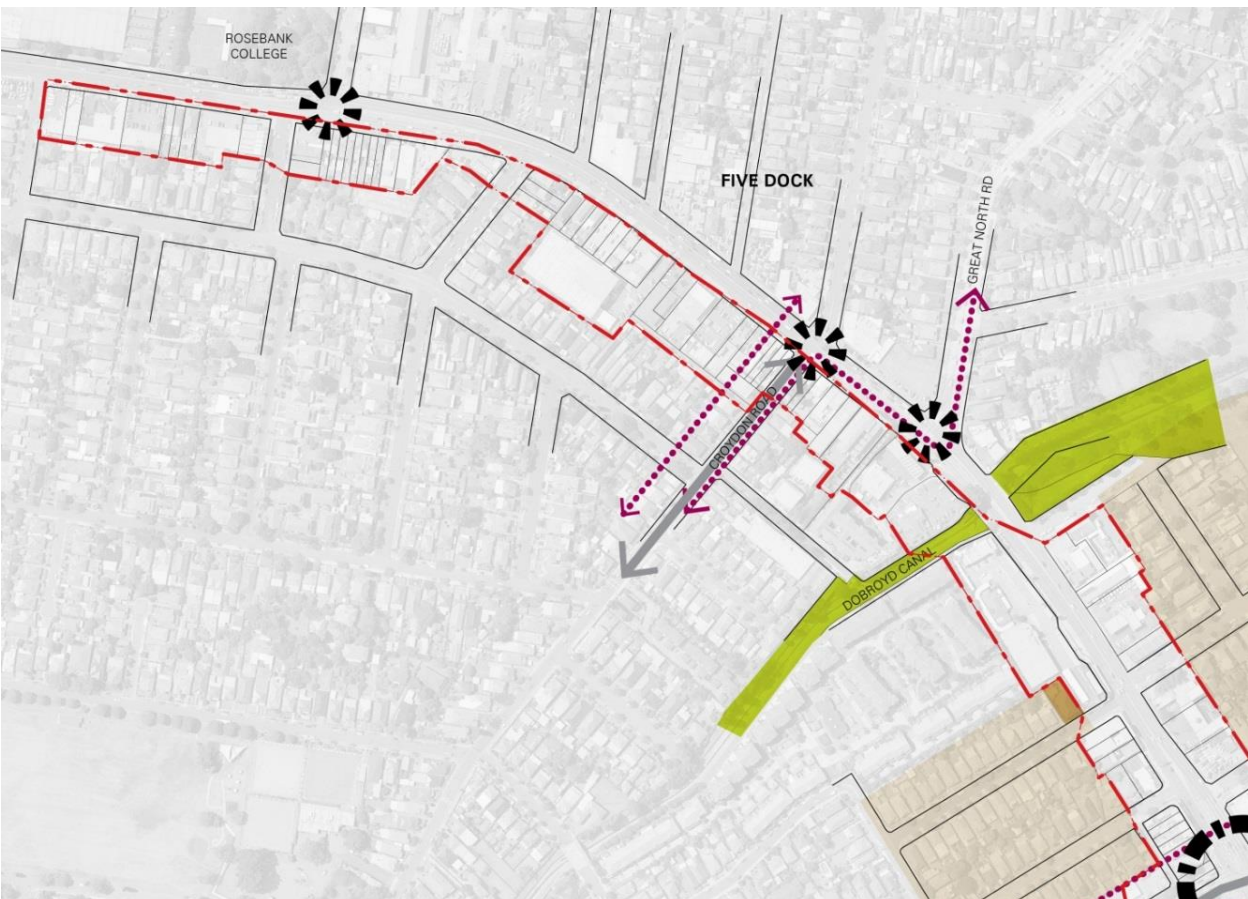 ROSEBANK
COLLEGE
FIVE DOCK
GREAT NORTH RD
CROYDON ROAD
DOBROYD CANAL